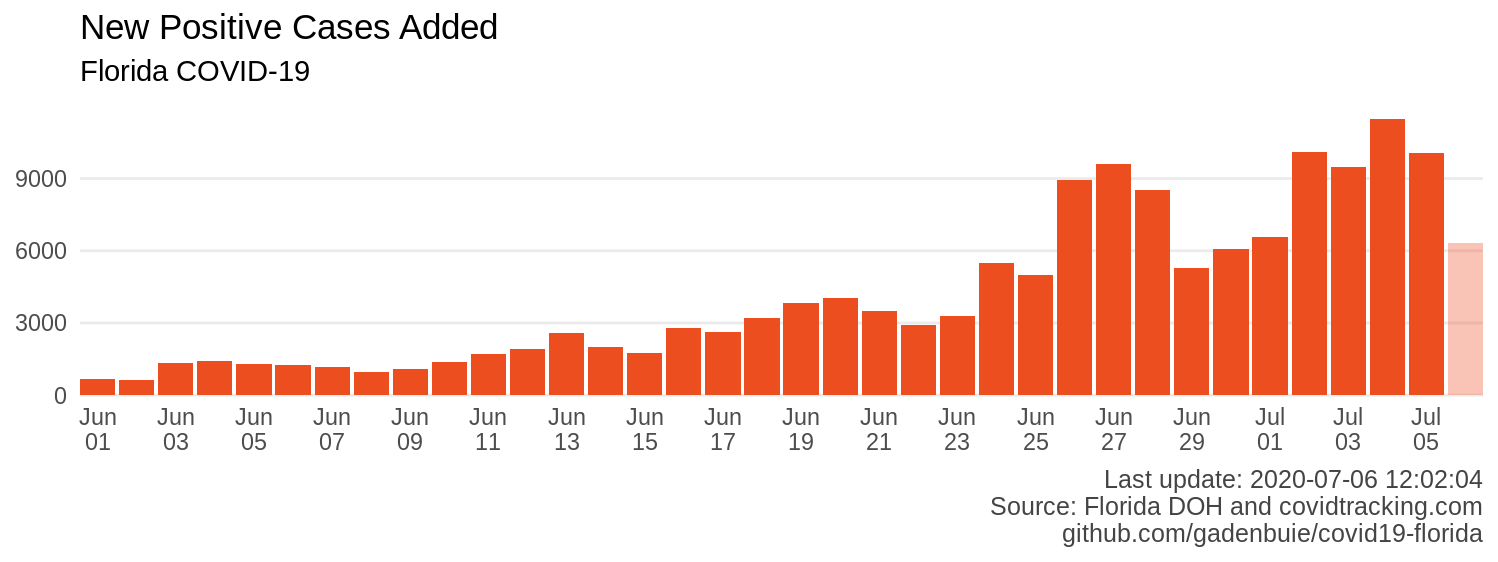 New Positive Cases Added
Florida COVID-19
9000
6000
3000
0
Jun Jun Jun Jun Jun Jun Jun Jun Jun Jun Jun Jun Jun Jun Jun Jul Jul Jul
01 03 05 07 09 11 13 15 17 19 21 23 25 27 29 01 03 05
Last update: 2020-07-06 12:02:04
Source: Florida DOH and covidtracking.com
github.com/gadenbuie/covid19-florida